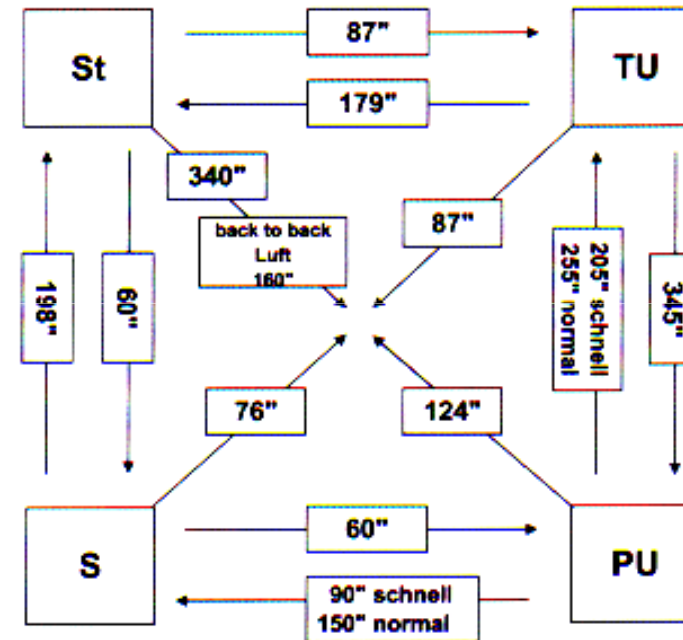 St
87"
TU
179"
340"
back to back
Luft
160"
87"
198"
60"
205" schnell
255" normal
345"
76"
124"
S
60"
PU
90" schnell
150" normal